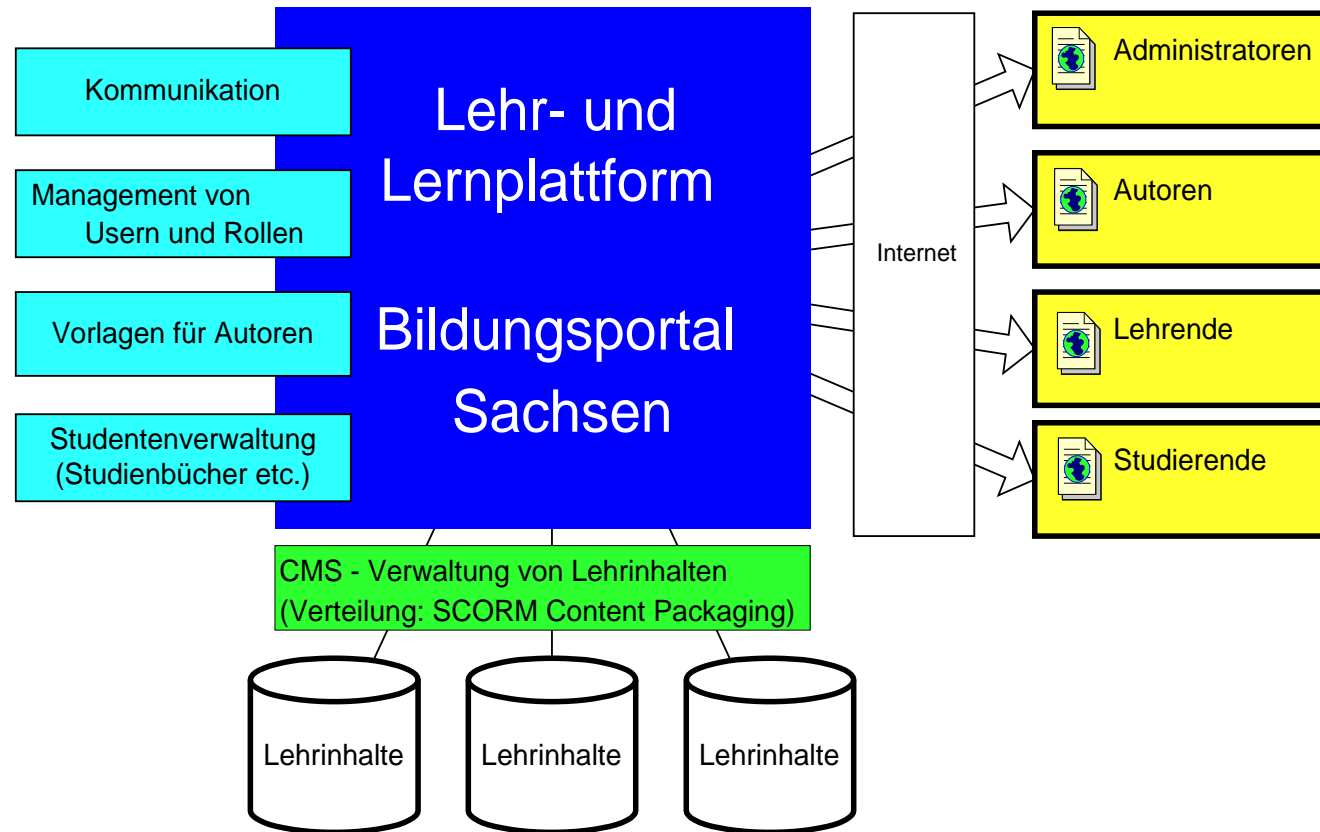 Kommunikation
Management von
Usern und Rollen
Vorlagen für Autoren
Studentenverwaltung
(Studienbücher etc.)
Lehr- und
Lernplattform
Bildungsportal
Sachsen
Internet
Administratoren
Autoren
Lehrende
Studierende
CMS - Verwaltung von Lehrinhalten
(Verteilung: SCORM Content Packaging)
Lehrinhalte
Lehrinhalte
Lehrinhalte